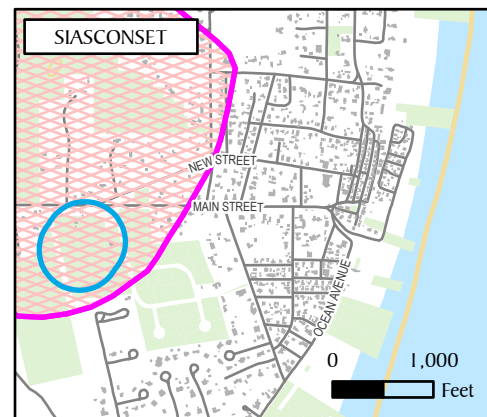 SIASCONSET
NEW STREET
MAIN STREET
OCEAN AVENUE
0 1,000
Feet